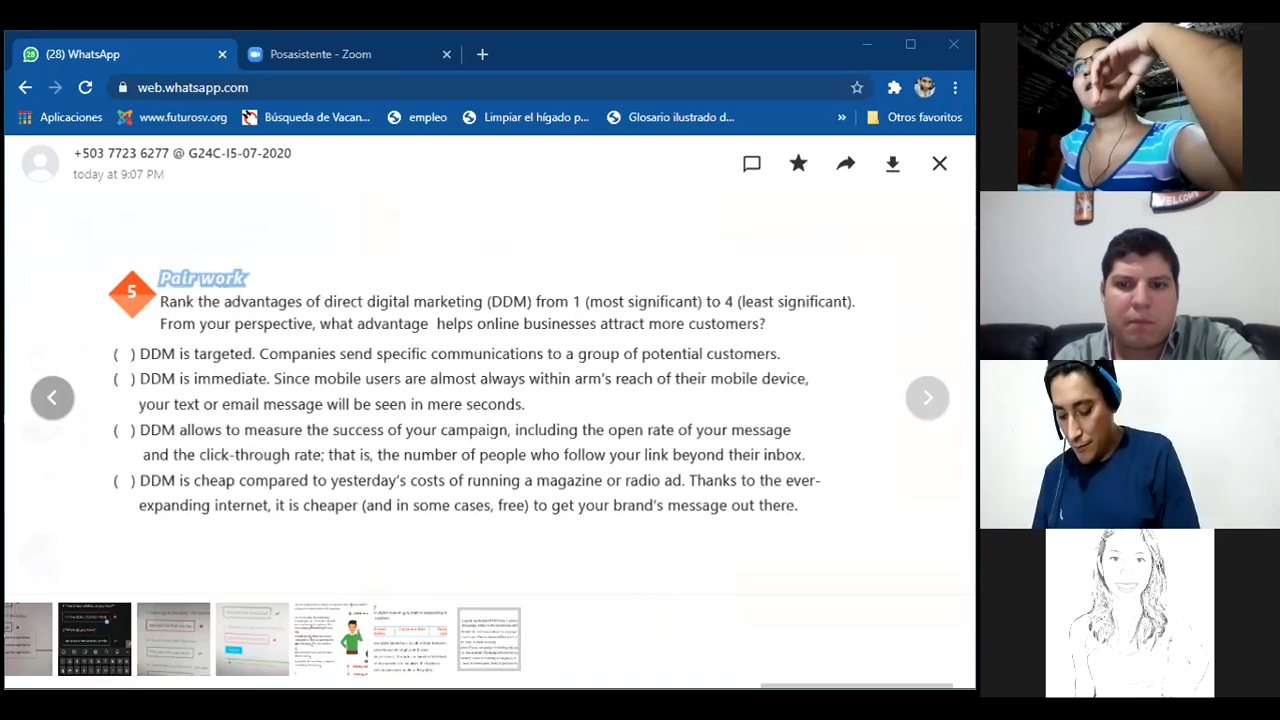 (28) WhatsApp
Posasistente - Zoom
web.whatsapp.com
Aplicaciones
www.futurosv.org
Búsqueda de Vacan...
empleo
Limpiar el hígado p...
Glosario ilustrado d...
»
Otros favoritos
+503 7723 6277 @ G24C-I5-07-2020
today at 9:07 PM
Pair work
5
Rank the advantages of direct digital marketing (DDM) from 1 (most significant) to 4 (least significant).
From your perspective, what advantage helps online businesses attract more customers?
( ) DDM is targeted. Companies send specific communications to a group of potential customers.
( ) DDM is immediate. Since mobile users are almost always within arm's reach of their mobile device,
your text or email message will be seen in mere seconds.
( ) DDM allows to measure the success of your campaign, including the open rate of your message
and the click-through rate; that is, the number of people who follow your link beyond their inbox.
( ) DDM is cheap compared to yesterday's costs of running a magazine or radio ad. Thanks to the ever-
expanding internet, it is cheaper (and in some cases, free) to get your brand's message out there.